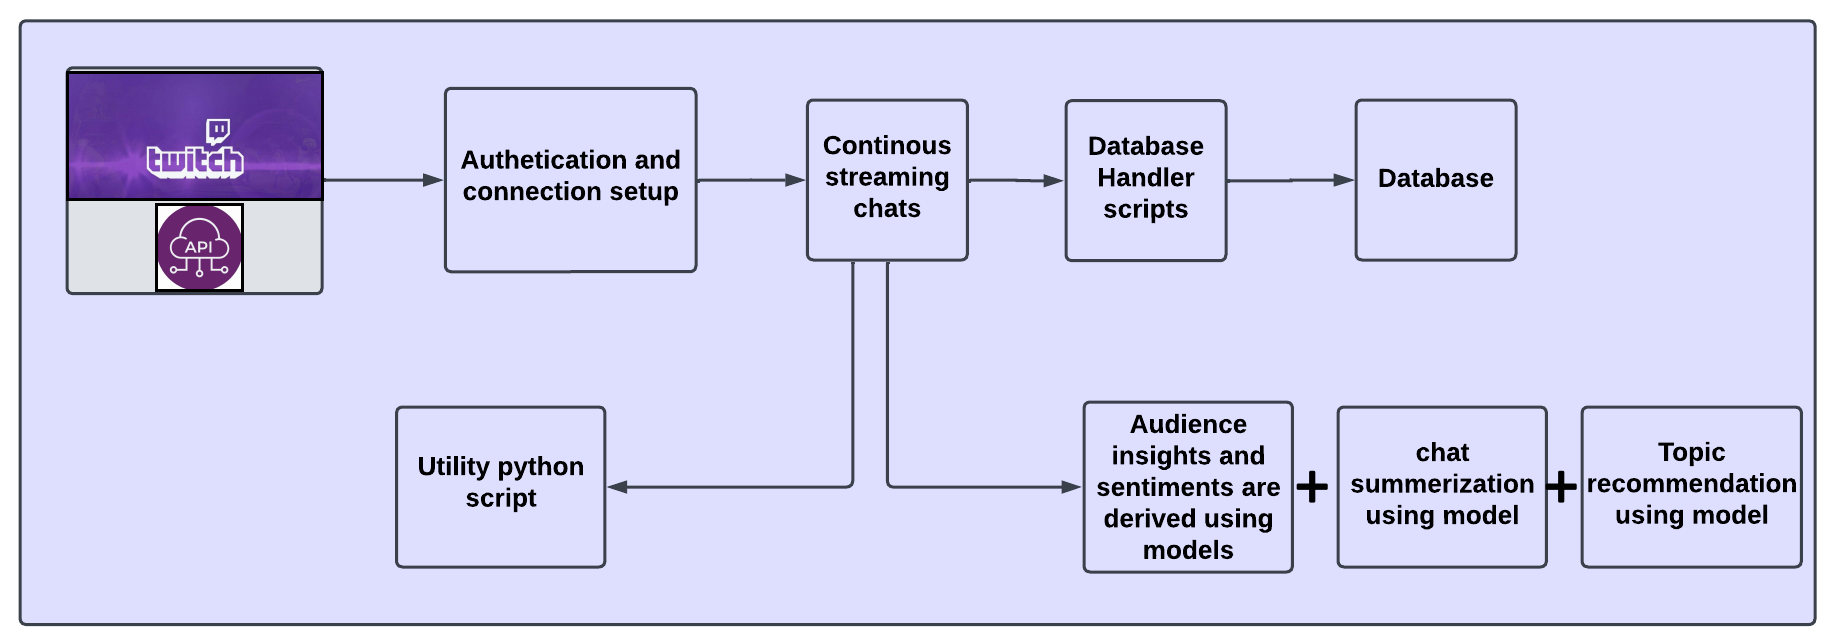 twitch
API
Authetication and
connection setup
Continous
streaming
chats
Database
Handler
scripts
Database
Utility python
script
Audience
insights and
sentiments are
derived using
models
+
chat
summerization
using model
+
Topic
recommendation
using model